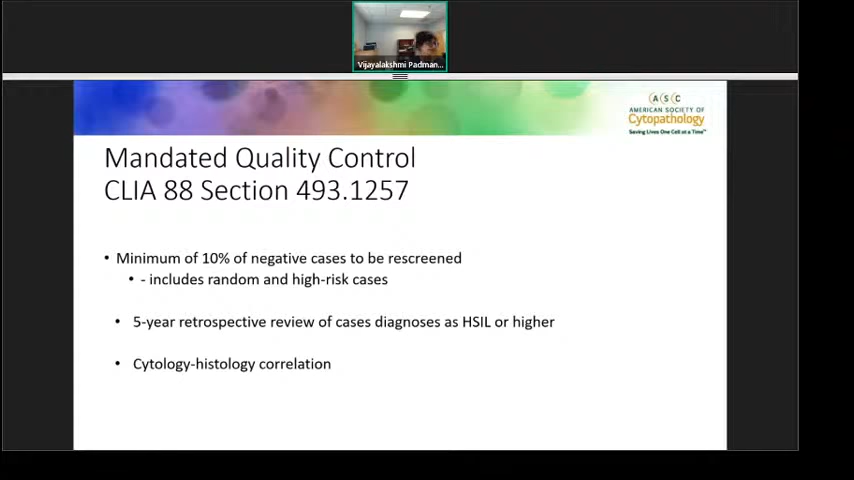 Vijayalakshmi Padman...
A S C
AMERICAN SOCIETY OF
Cytopathology
Saving Lives One Cell at a Time™
Mandated Quality Control
CLIA 88 Section 493.1257
• Minimum of 10% of negative cases to be rescreened
• - includes random and high-risk cases
• 5-year retrospective review of cases diagnoses as HSIL or higher
• Cytology-histology correlation